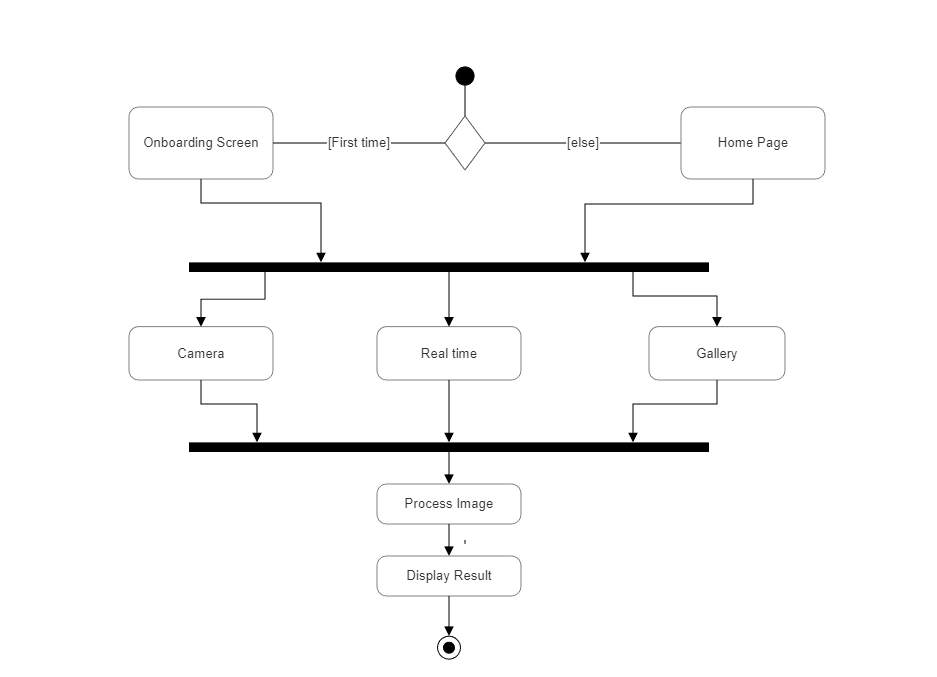 Onboarding Screen
[First time]
[else]
Home Page
Camera
Real time
Gallery
Process Image
'
Display Result